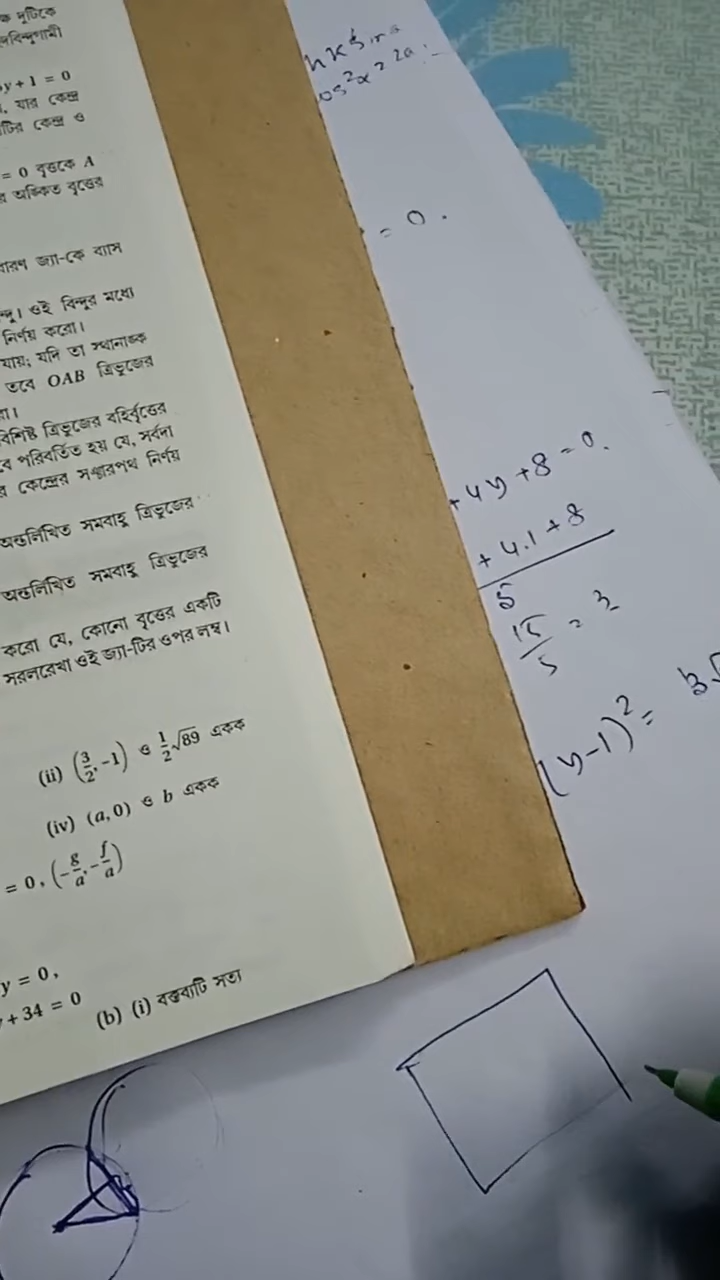 দুটিকে
দবিন্দুগামী
y + 1 = 0
, যার কেন্দ্র
টির কেন্দ্র ও
= 0 বৃত্তকে A
র অঙ্কিত বৃত্তের
ধারণ জ্যা-কে ব্যাস
ন্দু। ওই বিন্দুর মধ্যে
নির্ণয় করো।
যায়; যদি তা স্থানাঙ্ক
তবে OAB ত্রিভুজের
বিশিষ্ট ত্রিভুজের বহির্বৃত্তের
বে পরিবর্তিত হয় যে, সর্বদা
র কেন্দ্রের সঞ্চারপথ নির্ণয়
অন্তর্লিখিত সমবাহু ত্রিভুজের
অন্তর্লিখিত সমবাহু ত্রিভুজের
করো যে, কোনো বৃত্তের একটি
সরলরেখা ওই জ্যা-টির ওপর লম্ব।
(ii) (3/2, -1) ও 1/2 √89 একক
(iv) (a, 0) ও b একক
= 0, (-g/a, -f/a)
y = 0,
+ 34 = 0
(b) (i) বক্তব্যটি সত্য
= 0.
+4y +8 = 0.
+ 4.1 + 8
5
15/5 = 3
(y-1)² =